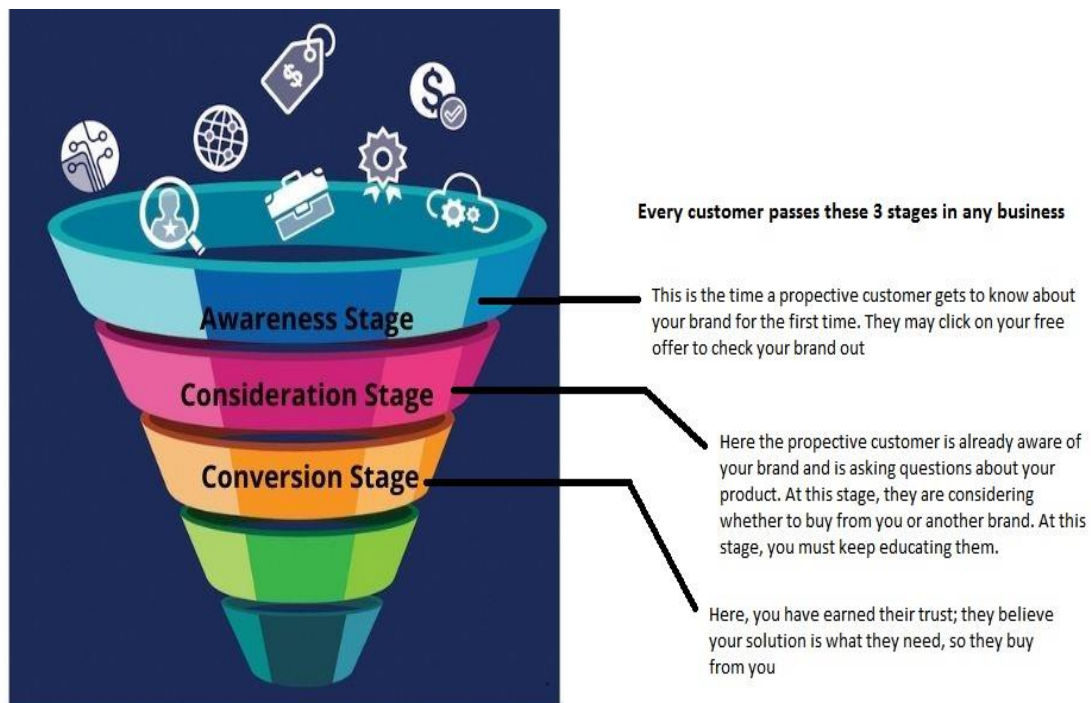 Every customer passes these 3 stages in any business
Awareness Stage
This is the time a propective customer gets to know about
your brand for the first time. They may click on your free
offer to check your brand out
Consideration Stage
Here the propective customer is already aware of
your brand and is asking questions about your
product. At this stage, they are considering
whether to buy from you or another brand. At this
stage, you must keep educating them.
Conversion Stage
Here, you have earned their trust; they believe
your solution is what they need, so they buy
from you